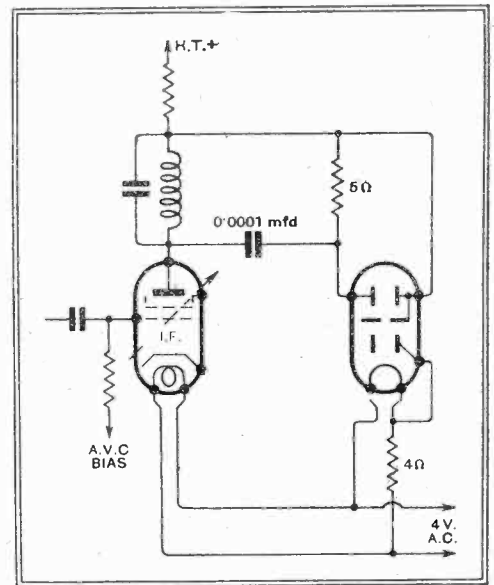 H.T.+
5Ω
0·0001 mfd
I.F.
A.V.C
BIAS
4Ω
4 V.
A.C.